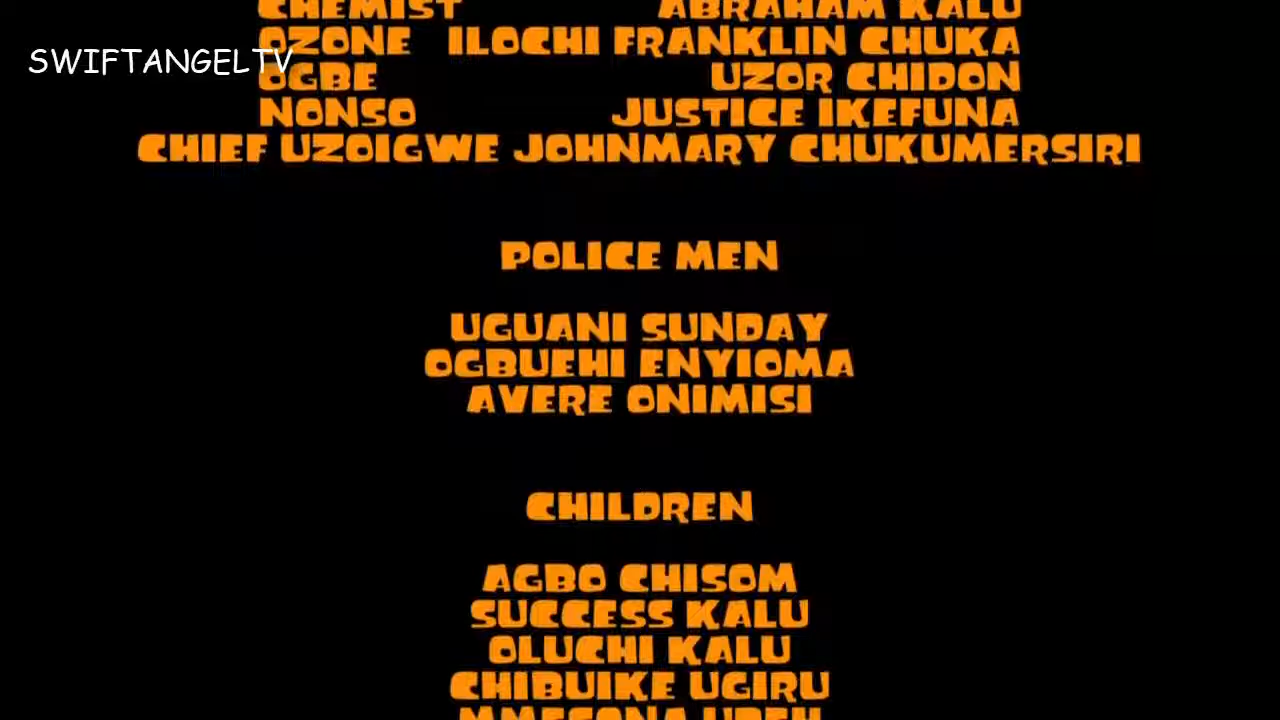 CHEMIST ABRAHAM KALU
SWIFTANGELTV
OZONE ILOCHI FRANKLIN CHUKA
OGBE UZOR CHIDON
NONSO JUSTICE IKEFUNA
CHIEF UZOIGWE JOHNMARY CHUKUMERSIRI
POLICE MEN
UGUANI SUNDAY
OGBUEHI ENYIOMA
AVERE ONIMISI
CHILDREN
AGBO CHISOM
SUCCESS KALU
OLUCHI KALU
CHIBUIKE UGIRU